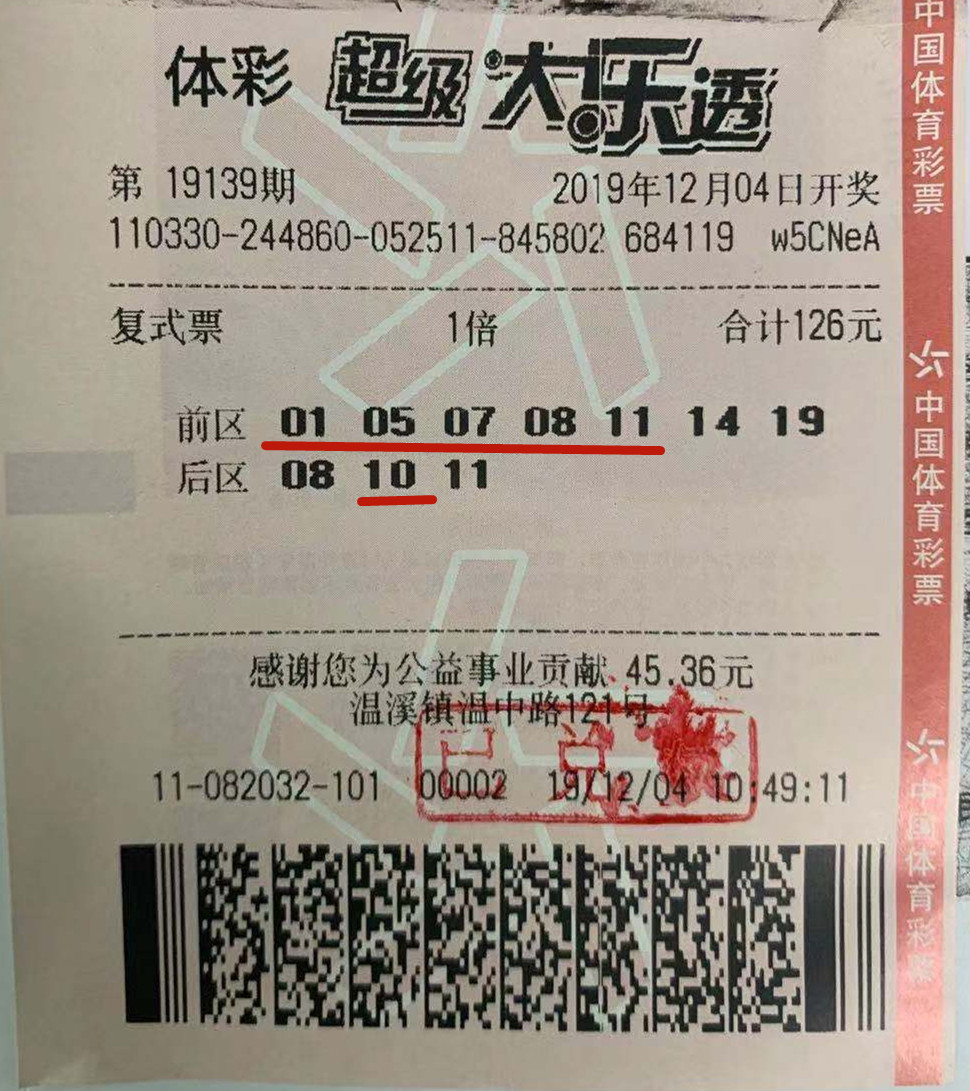 体彩 超级大乐透
第 19139期 2019年12月04日开奖
110330-244860-052511-845802 684119 w5CNeA
复式票 1倍 合计126元
前区 01 05 07 08 11 14 19
后区 08 10 11
感谢您为公益事业贡献 45.36元
温溪镇温中路121号
已兑奖
11-082032-101 00002 19/12/04 10:49:11
中国体育彩票
中国体育彩票
中国体育彩票